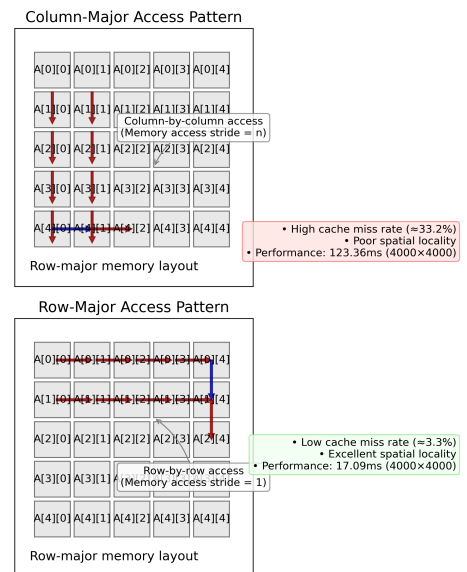 Column-Major Access Pattern
A[0][0] A[0][1] A[0][2] A[0][3] A[0][4]
A[1][0] A[1][1] A[1][2] A[1][3] A[1][4]
Column-by-column access
(Memory access stride = n)
A[2][0] A[2][1] A[2][2] A[2][3] A[2][4]
A[3][0] A[3][1] A[3][2] A[3][3] A[3][4]
A[4][0] A[4][1] A[4][2] A[4][3] A[4][4]
• High cache miss rate (≈33.2%)
• Poor spatial locality
• Performance: 123.36ms (4000×4000)
Row-major memory layout
Row-Major Access Pattern
A[0][0] A[0][1] A[0][2] A[0][3] A[0][4]
A[1][0] A[1][1] A[1][2] A[1][3] A[1][4]
A[2][0] A[2][1] A[2][2] A[2][3] A[2][4]
• Low cache miss rate (≈3.3%)
• Excellent spatial locality
• Performance: 17.09ms (4000×4000)
A[3][0] A[3][1]
Row-by-row access
(Memory access stride = 1)
A[4][0] A[4][1] A[4][2] A[4][3] A[4][4]
Row-major memory layout